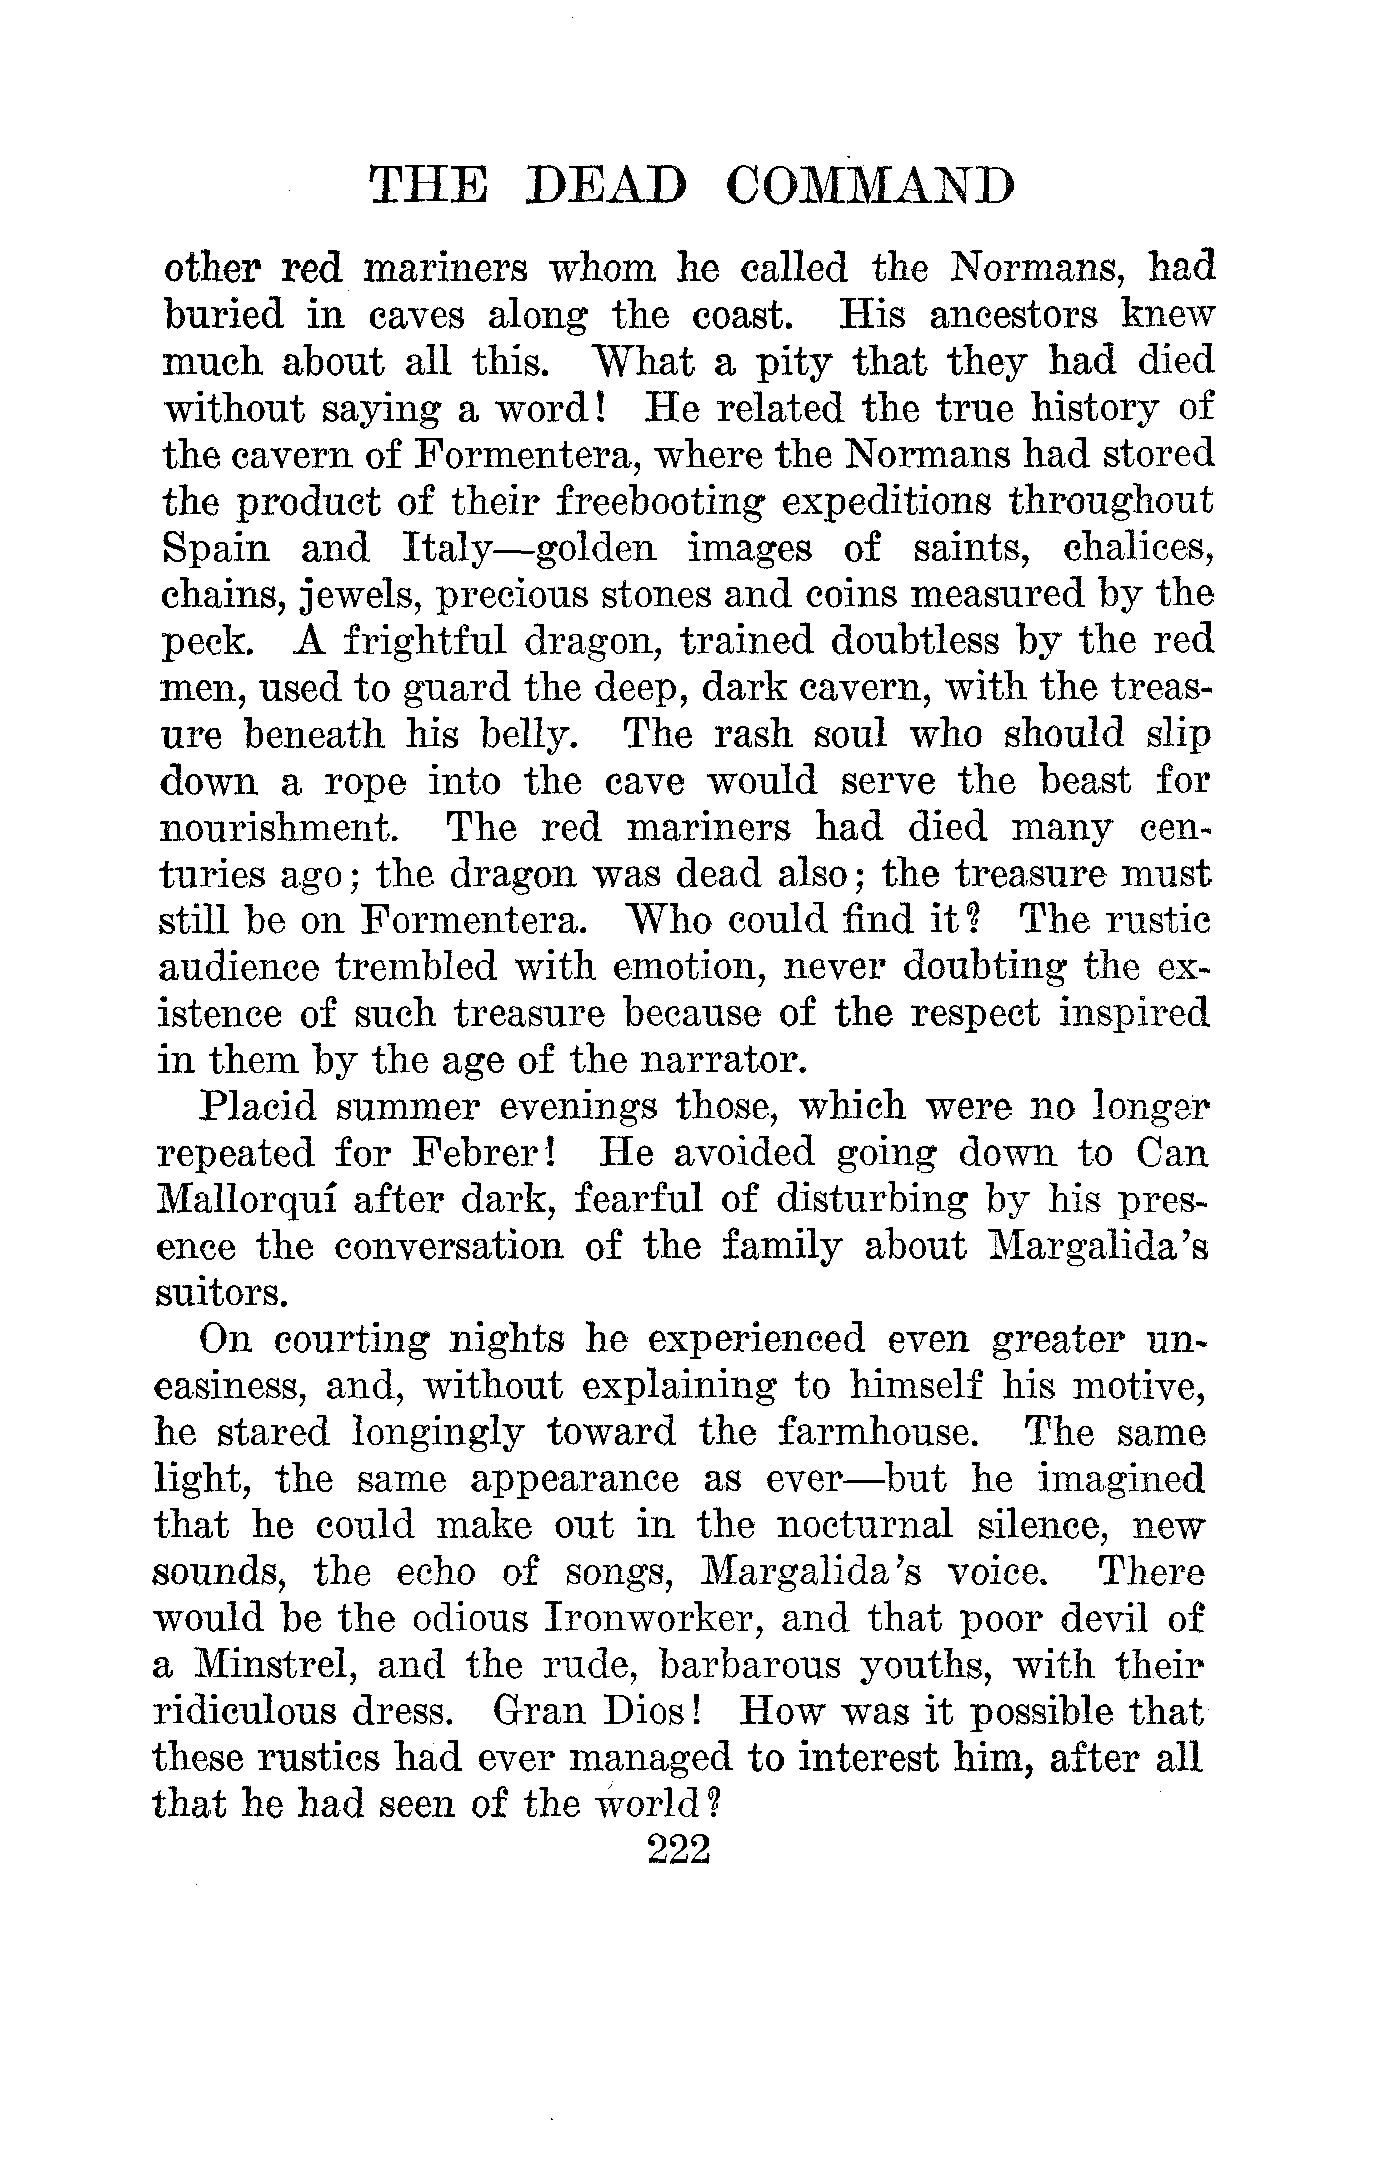 THE DEAD COMMAND
other red mariners whom he called the Normans, had
buried in caves along the coast. His ancestors knew
much about all this. What a pity that they had died
without saying a word! He related the true history of
the cavern of Formentera, where the Normans had stored
the product of their freebooting expeditions throughout
Spain and Italy—golden images of saints, chalices,
chains, jewels, precious stones and coins measured by the
peck. A frightful dragon, trained doubtless by the red
men, used to guard the deep, dark cavern, with the treas-
ure beneath his belly. The rash soul who should slip
down a rope into the cave would serve the beast for
nourishment. The red mariners had died many cen-
turies ago; the dragon was dead also; the treasure must
still be on Formentera. Who could find it? The rustic
audience trembled with emotion, never doubting the ex-
istence of such treasure because of the respect inspired
in them by the age of the narrator.
Placid summer evenings those, which were no longer
repeated for Febrer! He avoided going down to Can
Mallorquí after dark, fearful of disturbing by his pres-
ence the conversation of the family about Margalida's
suitors.
On courting nights he experienced even greater un-
easiness, and, without explaining to himself his motive,
he stared longingly toward the farmhouse. The same
light, the same appearance as ever—but he imagined
that he could make out in the nocturnal silence, new
sounds, the echo of songs, Margalida's voice. There
would be the odious Ironworker, and that poor devil of
a Minstrel, and the rude, barbarous youths, with their
ridiculous dress. Gran Dios! How was it possible that
these rustics had ever managed to interest him, after all
that he had seen of the world?
222